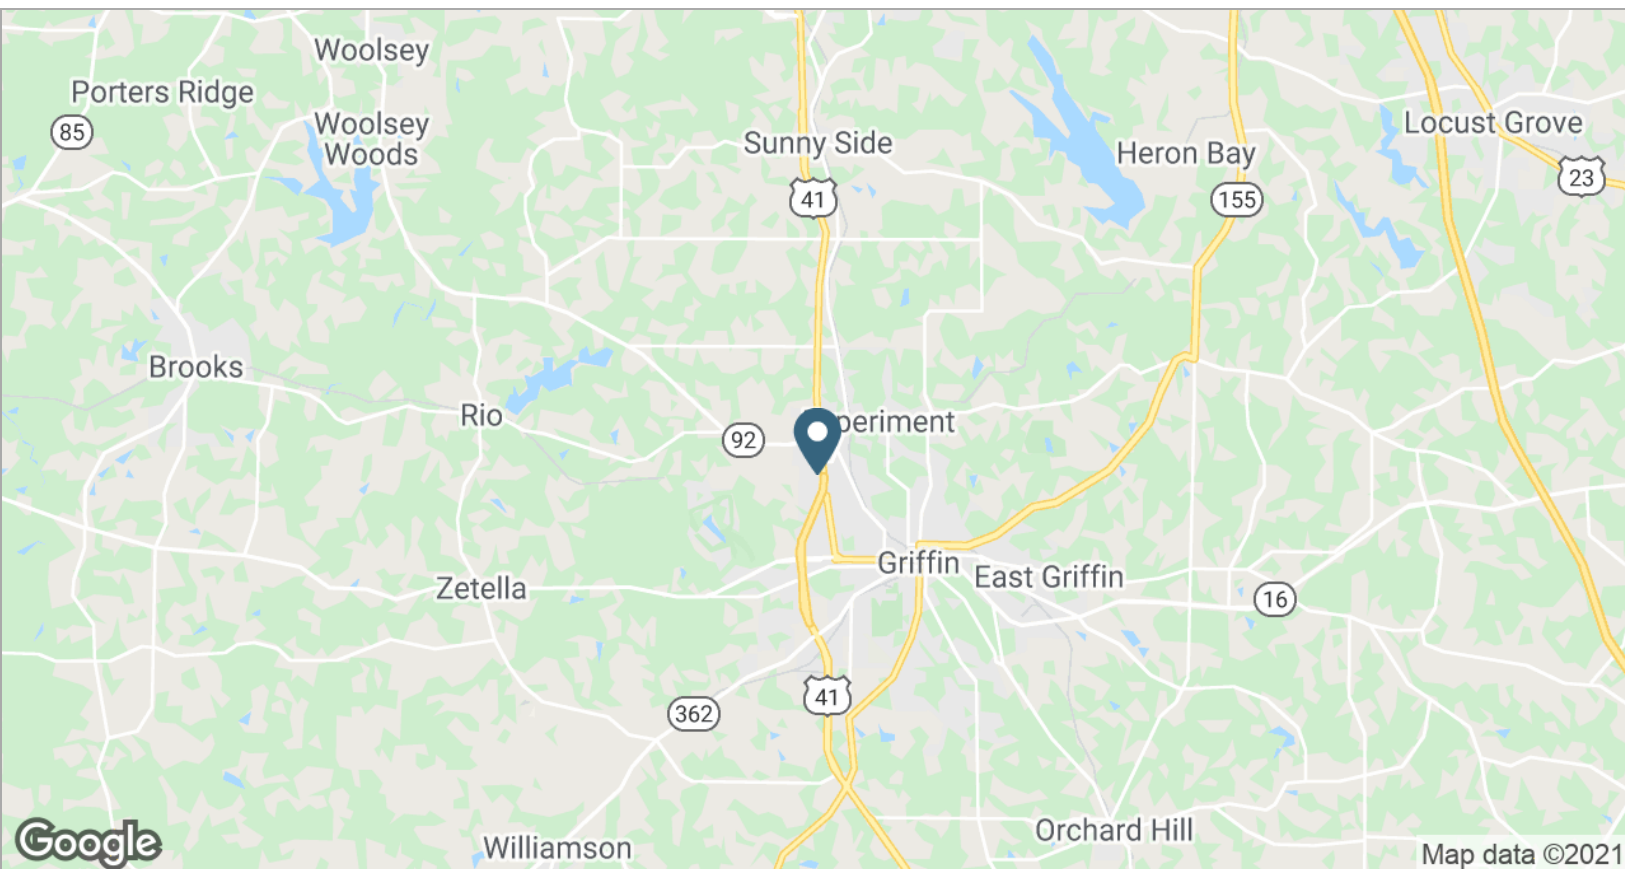 Woolsey
Porters Ridge
85
Woolsey
Woods
Sunny Side
Heron Bay
Locust Grove
23
41
155
Brooks
Rio
92
periment
Griffin
East Griffin
Zetella
16
41
362
Williamson
Orchard Hill
Google
Map data ©2021